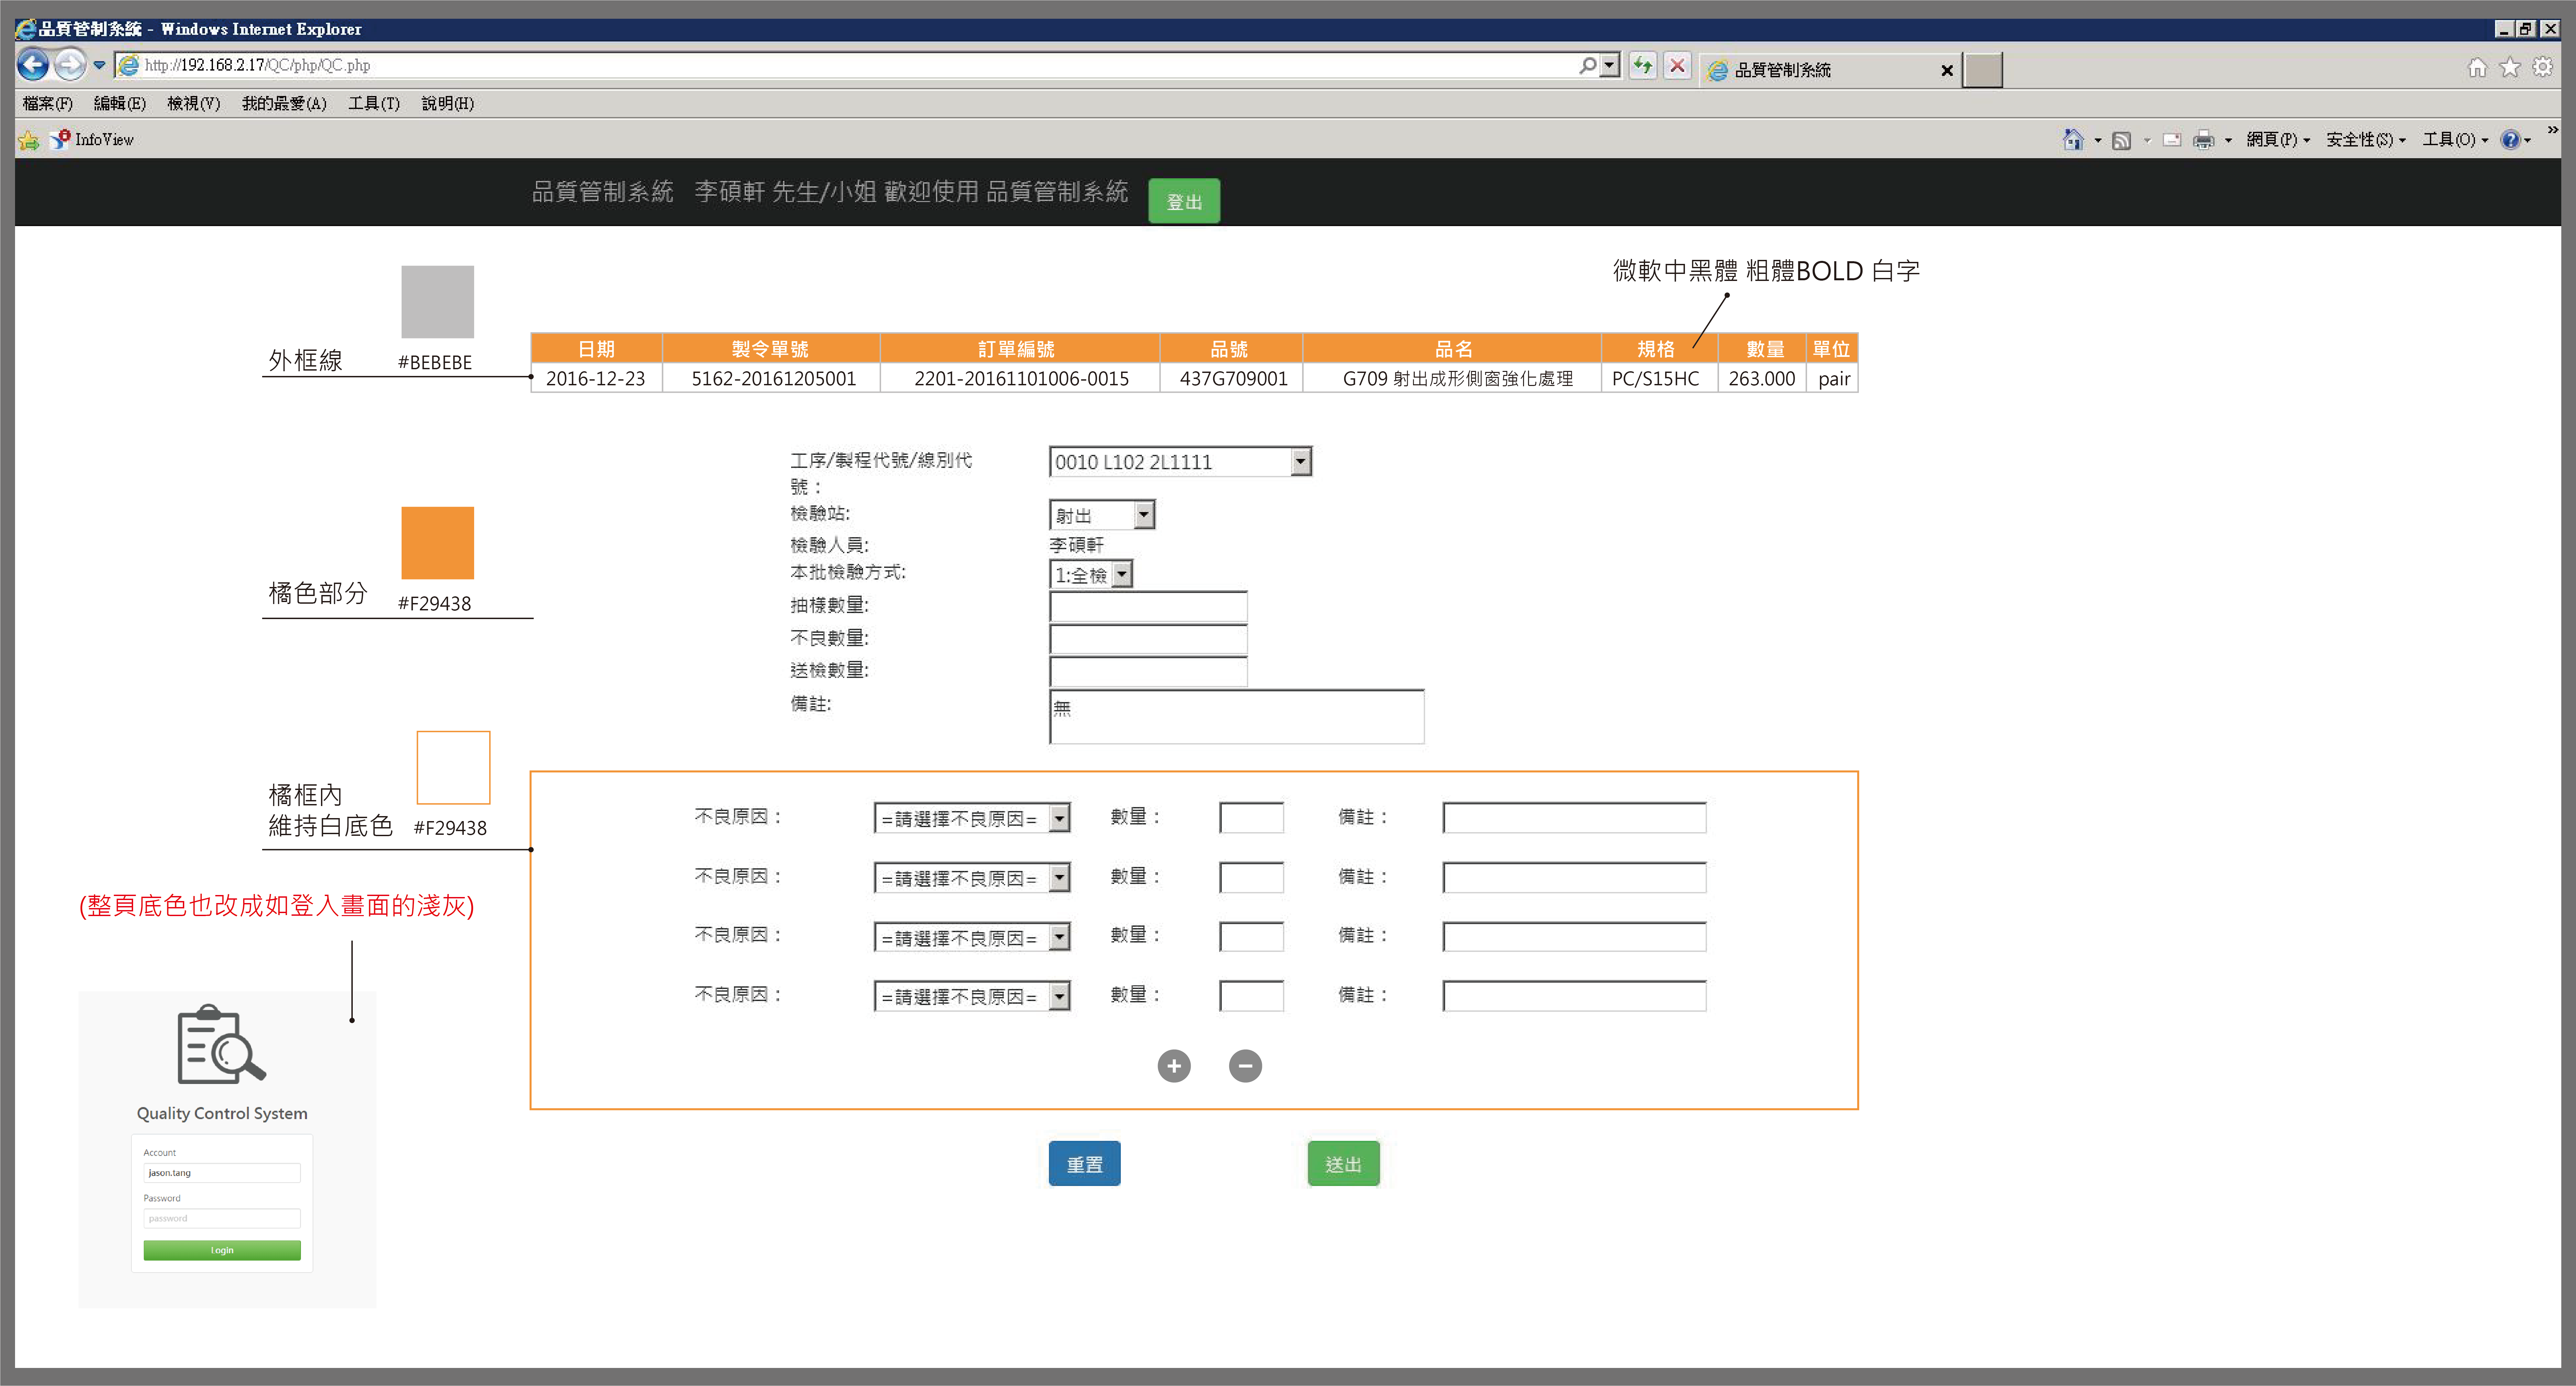 品質管制系統 - Windows Internet Explorer
http://192.168.2.17/QC/php/QC.php
品質管制系統
檔案(F) 編輯(E) 檢視(V) 我的最愛(A) 工具(T) 說明(H)
InfoView
網頁(P) 安全性(S) 工具(O)
品質管制系統 李碩軒 先生/小姐 歡迎使用 品質管制系統 登出
微軟中黑體 粗體BOLD 白字
外框線 #BEBEBE
日期 製令單號 訂單編號 品號 品名 規格 數量 單位
2016-12-23 5162-20161205001 2201-20161101006-0015 437G709001 G709 射出成形側窗強化處理 PC/S15HC 263.000 pair
工序/製程代號/線別代
號： 0010 L102 2L1111
檢驗站: 射出
檢驗人員: 李碩軒
本批檢驗方式: 1:全檢
抽樣數量:
不良數量:
送檢數量:
備註: 無
橘色部分 #F29438
橘框內
維持白底色 #F29438
不良原因： =請選擇不良原因= 數量： 備註：
不良原因： =請選擇不良原因= 數量： 備註：
不良原因： =請選擇不良原因= 數量： 備註：
不良原因： =請選擇不良原因= 數量： 備註：
重置 送出
(整頁底色也改成如登入畫面的淺灰)
Quality Control System
Account
jason.tang
Password
password
Login